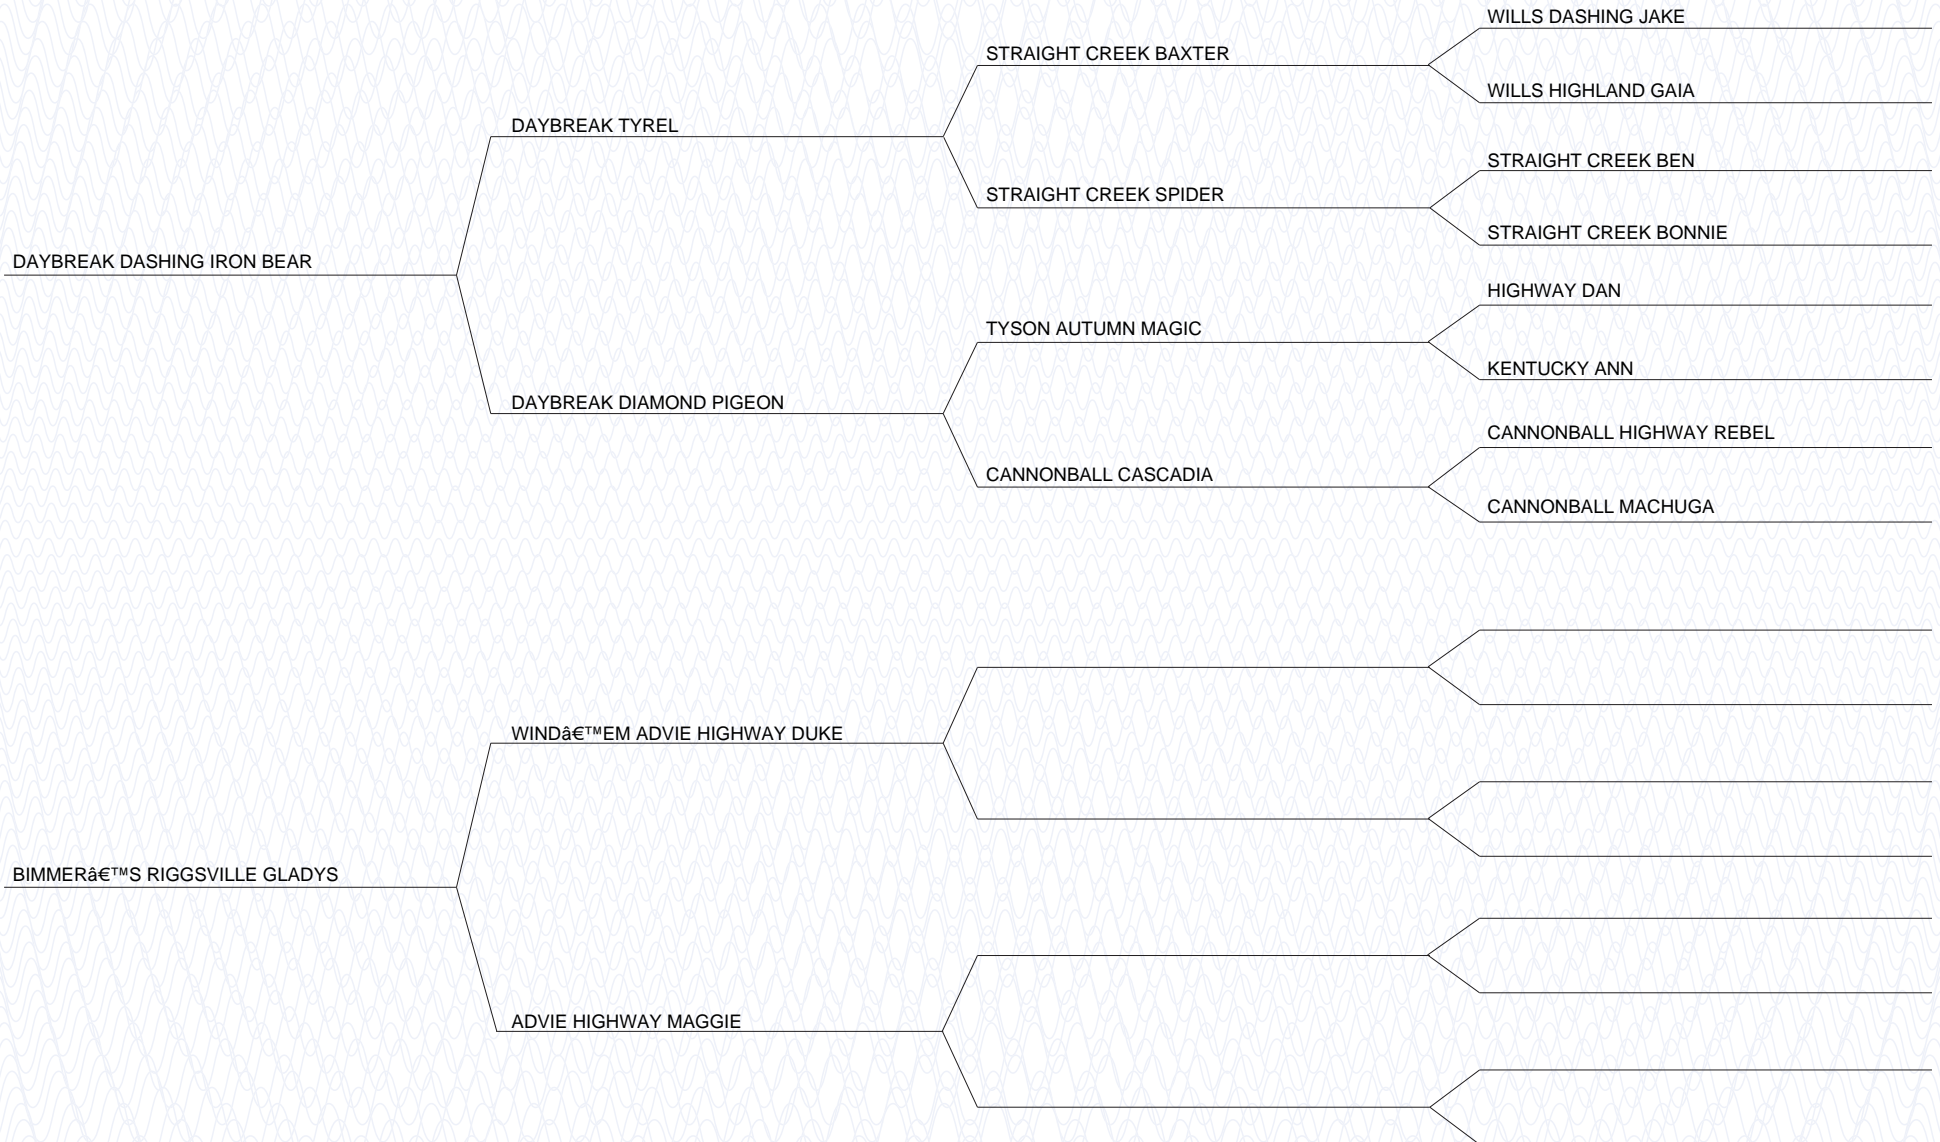 WILLS DASHING JAKE
STRAIGHT CREEK BAXTER
WILLS HIGHLAND GAIA
DAYBREAK TYREL
STRAIGHT CREEK BEN
STRAIGHT CREEK SPIDER
STRAIGHT CREEK BONNIE
DAYBREAK DASHING IRON BEAR
HIGHWAY DAN
TYSON AUTUMN MAGIC
KENTUCKY ANN
DAYBREAK DIAMOND PIGEON
CANNONBALL HIGHWAY REBEL
CANNONBALL CASCADIA
CANNONBALL MACHUGA
WINDâ€™EM ADVIE HIGHWAY DUKE
BIMMERâ€™S RIGGSVILLE GLADYS
ADVIE HIGHWAY MAGGIE